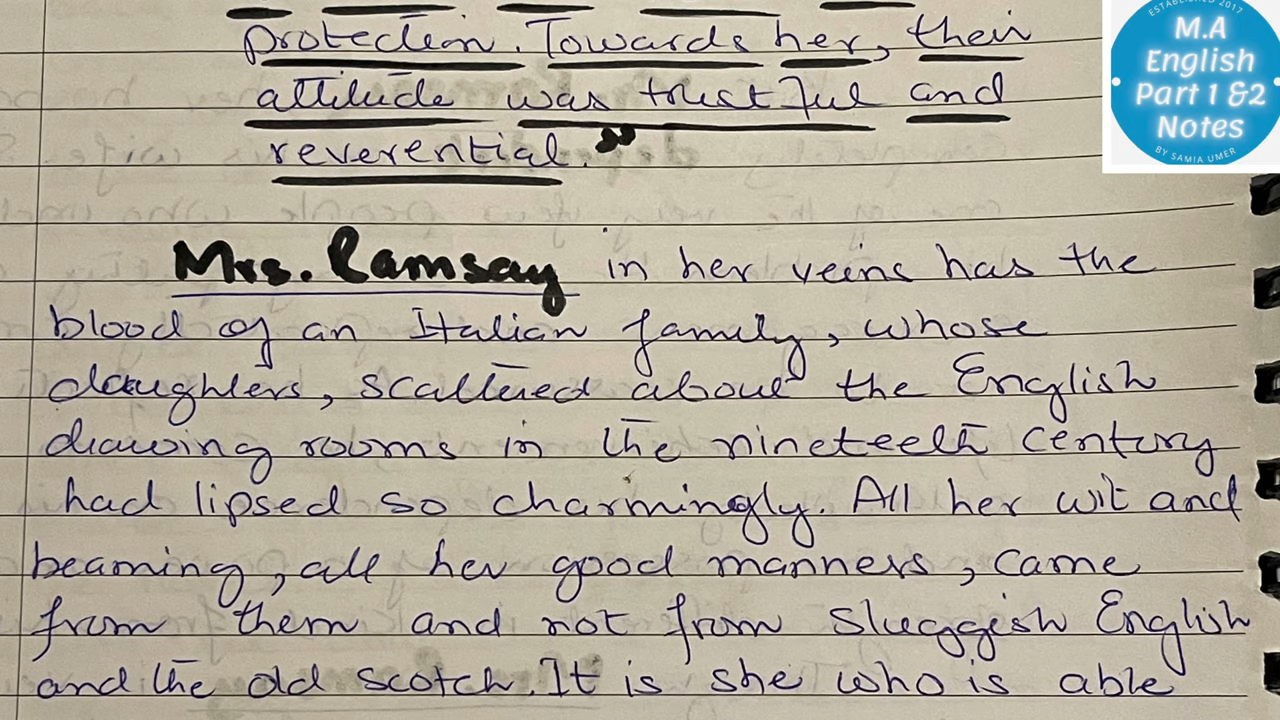 protection. Towards her, their
attitude was trustful and
reverential."
Mrs. Ramsay in her veins has the
blood of an Italian family, whose
daughters, scattered about the English
drawing rooms in the nineteeth century
had lipsed so charmingly. All her wit and
beaming, all her good manners, came
from them and not from sluggesh English
and the old scotch. It is she who is able
ESTABLISHED 2017
M.A
English
Part 1 &2
Notes
BY SAMIA UMER